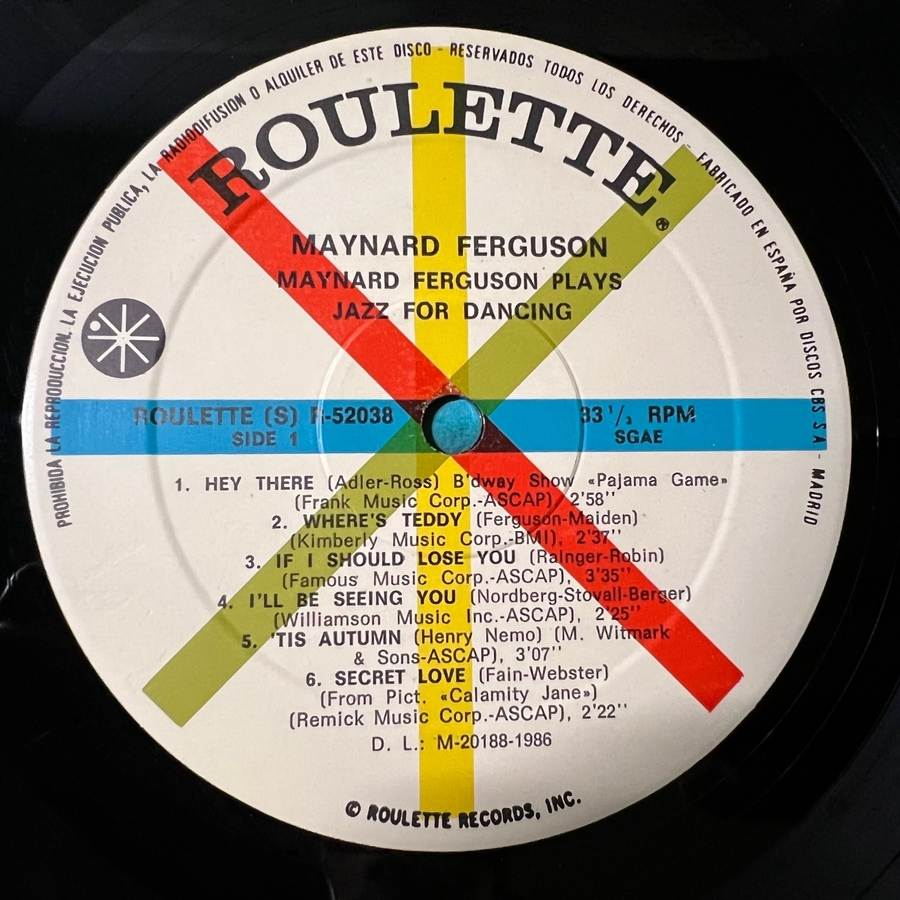 PROHIBIDA LA REPRODUCCION. LA EJECUCION PUBLICA, LA RADIODIFUSION O ALQUILER DE ESTE DISCO - RESERVADOS TODOS LOS DERECHOS - FABRICADO EN ESPAÑA POR DISCOS CBS SA - MADRID
ROULETTE®
MAYNARD FERGUSON
MAYNARD FERGUSON PLAYS
JAZZ FOR DANCING
ROULETTE (S) R-52038
SIDE 1
33 1/3 RPM
SGAE
1. HEY THERE (Adler-Ross) B'dway Show «Pajama Game»
(Frank Music Corp.-ASCAP) 2'58''
2. WHERE'S TEDDY (Ferguson-Maiden)
(Kimberly Music Corp.-BMI), 2'37''
3. IF I SHOULD LOSE YOU (Rainger-Robin)
(Famous Music Corp.-ASCAP), 3'35''
4. I'LL BE SEEING YOU (Nordberg-Stovall-Berger)
(Williamson Music Inc.-ASCAP), 2'25''
5. 'TIS AUTUMN (Henry Nemo) (M. Witmark
& Sons-ASCAP), 3'07''
6. SECRET LOVE (Fain-Webster)
(From Pict. «Calamity Jane»)
(Remick Music Corp.-ASCAP), 2'22''
D. L.: M-20188-1986
© ROULETTE RECORDS, INC.